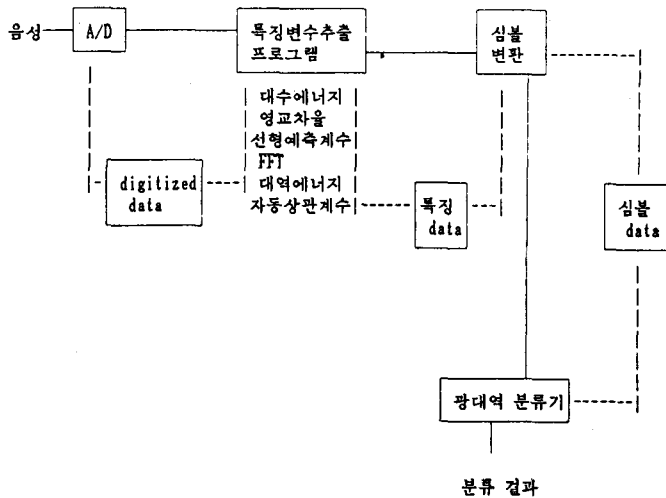 음성
A/D
특징변수추출
프로그램
심볼
변환
대수에너지
영교차율
선형예측계수
FFT
대역에너지
자동상관계수
digitized
data
특징
data
심볼
data
광대역 분류기
분류 결과